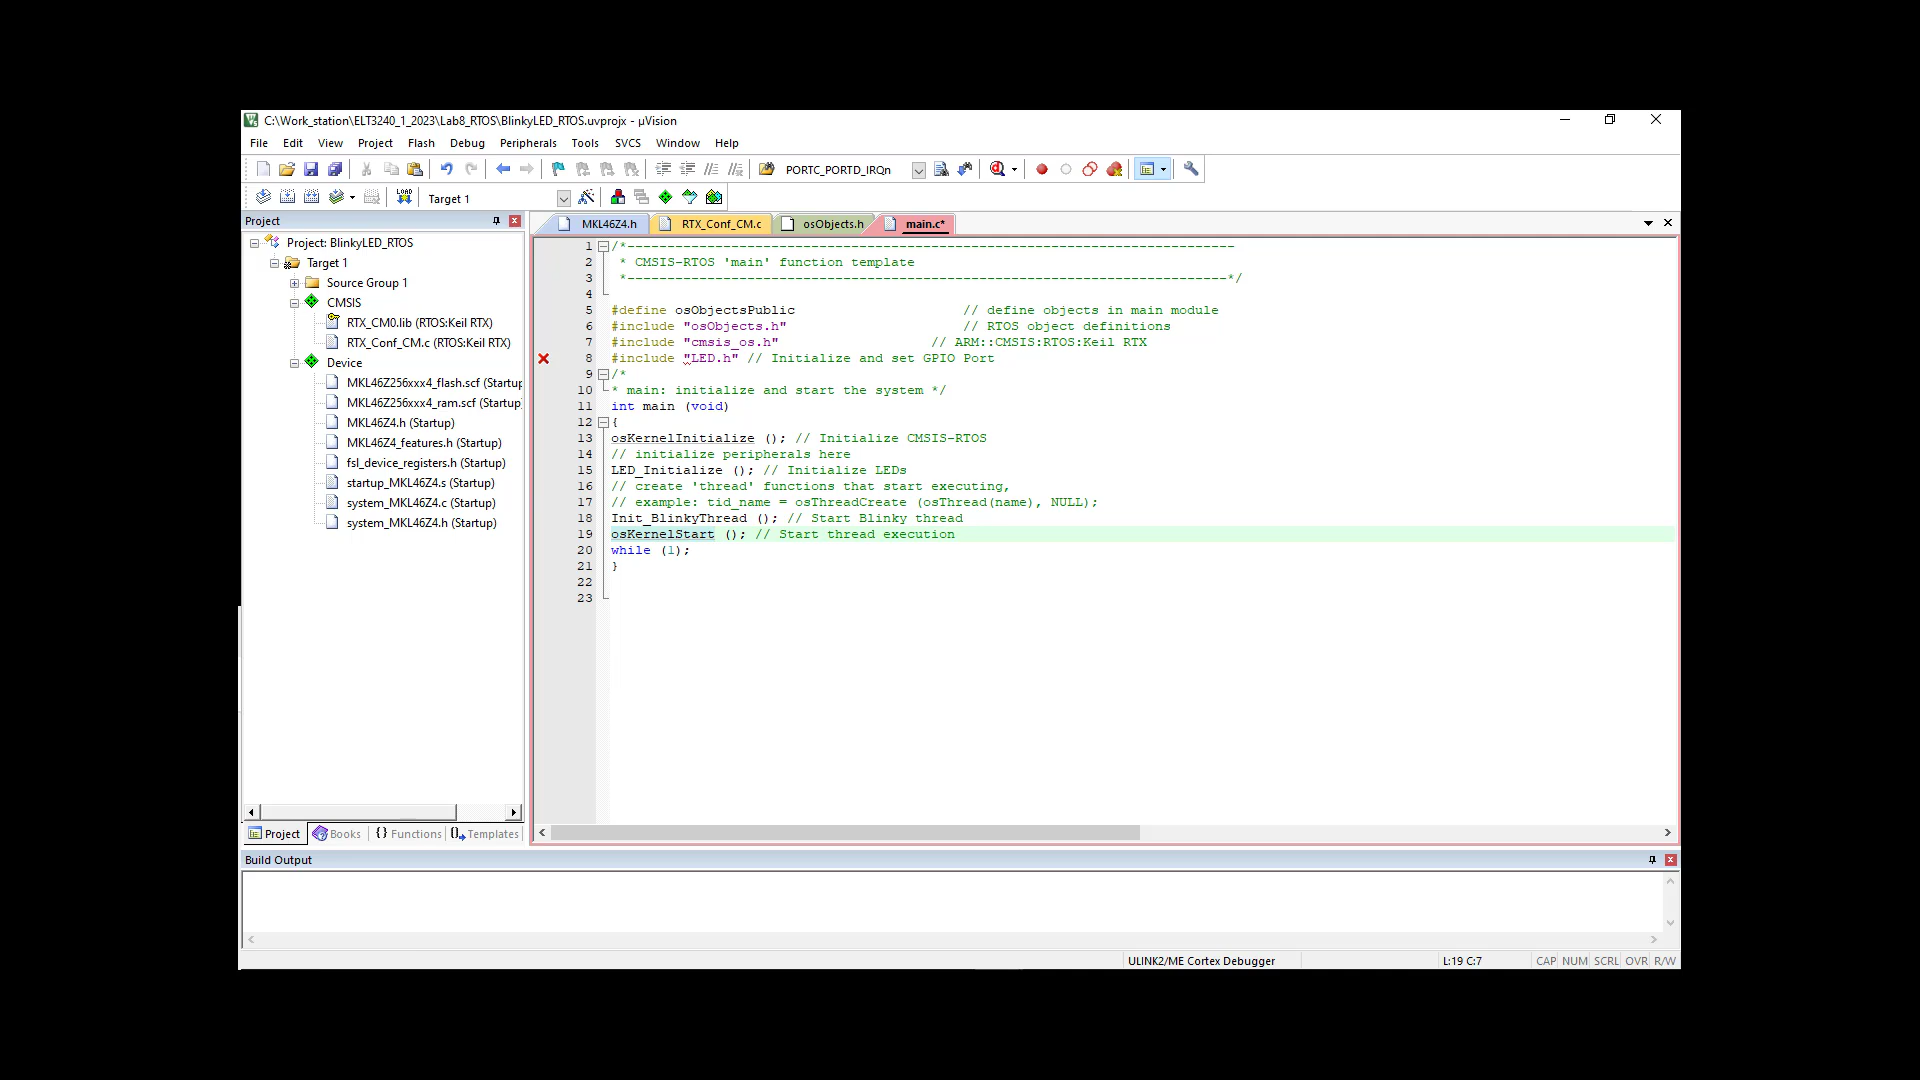 C:\Work_station\ELT3240_1_2023\Lab8_RTOS\BlinkyLED_RTOS.uvprojx - µVision
File Edit View Project Flash Debug Peripherals Tools SVCS Window Help
PORTC_PORTD_IRQn
LOAD Target 1
Project
MKL46Z4.h RTX_Conf_CM.c osObjects.h main.c*
Project: BlinkyLED_RTOS
Target 1
Source Group 1
CMSIS
RTX_CM0.lib (RTOS:Keil RTX)
RTX_Conf_CM.c (RTOS:Keil RTX)
Device
MKL46Z256xxx4_flash.scf (Startup
MKL46Z256xxx4_ram.scf (Startup
MKL46Z4.h (Startup)
MKL46Z4_features.h (Startup)
fsl_device_registers.h (Startup)
startup_MKL46Z4.s (Startup)
system_MKL46Z4.c (Startup)
system_MKL46Z4.h (Startup)
Project Books Functions Templates
1 /*----------------------------------------------------------------------------
2 * CMSIS-RTOS 'main' function template
3 *---------------------------------------------------------------------------*/
4
5 #define osObjectsPublic // define objects in main module
6 #include "osObjects.h" // RTOS object definitions
7 #include "cmsis_os.h" // ARM::CMSIS:RTOS:Keil RTX
8 #include "LED.h" // Initialize and set GPIO Port
9 /*
10 * main: initialize and start the system */
11 int main (void)
12 {
13 osKernelInitialize (); // Initialize CMSIS-RTOS
14 // initialize peripherals here
15 LED_Initialize (); // Initialize LEDs
16 // create 'thread' functions that start executing,
17 // example: tid_name = osThreadCreate (osThread(name), NULL);
18 Init_BlinkyThread (); // Start Blinky thread
19 osKernelStart (); // Start thread execution
20 while (1);
21 }
22
23
Build Output
ULINK2/ME Cortex Debugger L:19 C:7 CAP NUM SCRL OVR R/W